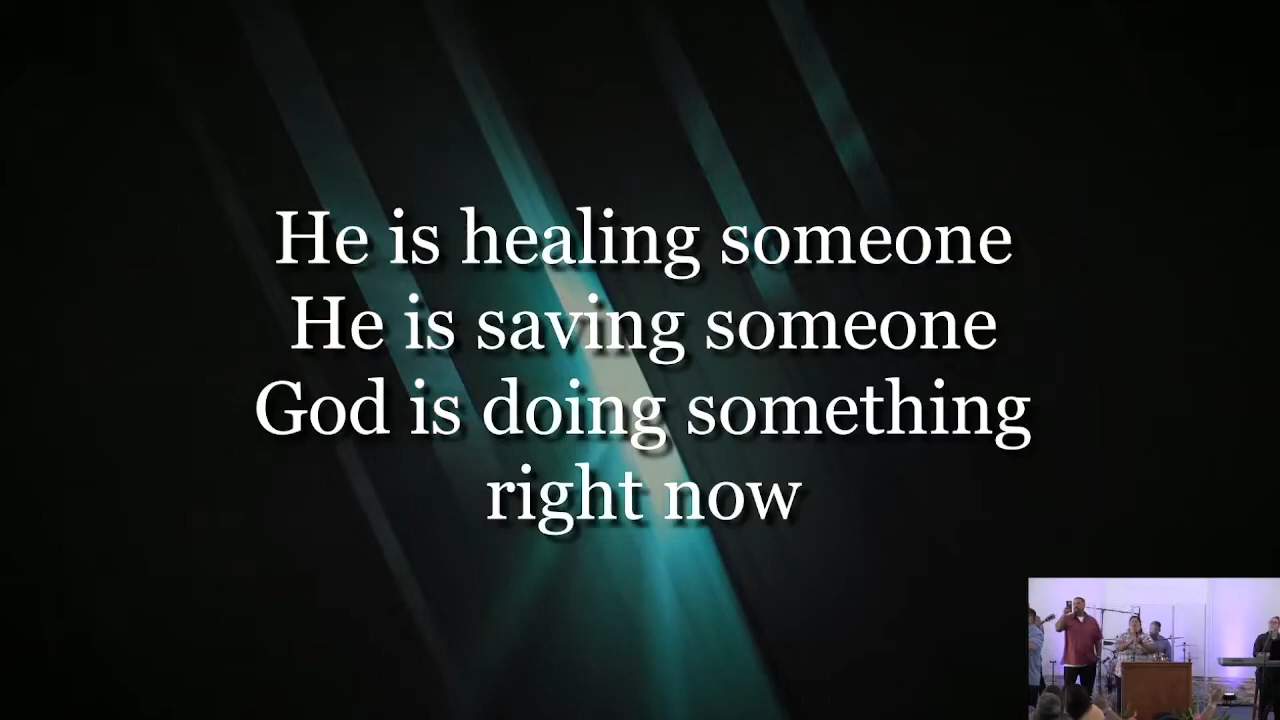 He is healing someone
He is saving someone
God is doing something
right now